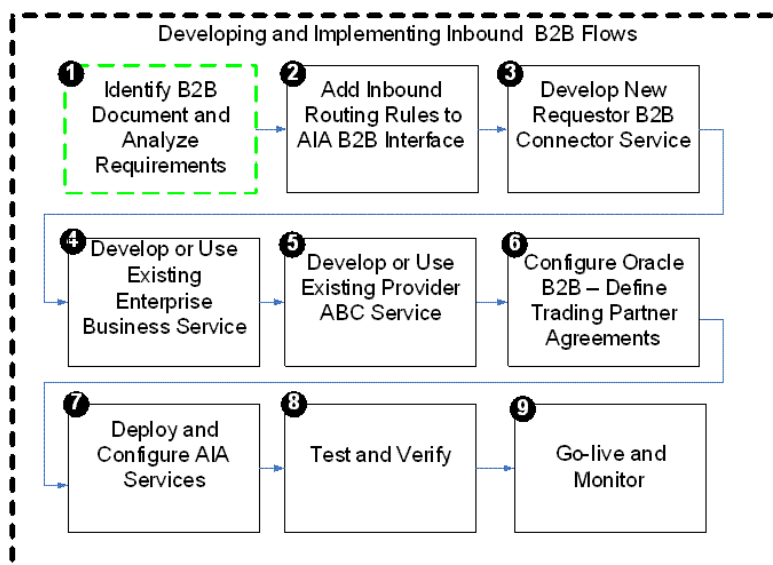 Developing and Implementing Inbound B2B Flows
1
Identify B2B
Document and
Analyze
Requirements
2
Add Inbound
Routing Rules to
AIA B2B Interface
3
Develop New
Requestor B2B
Connector Service
4
Develop or Use
Existing
Enterprise
Business Service
5
Develop or Use
Existing Provider
ABC Service
6
Configure Oracle
B2B – Define
Trading Partner
Agreements
7
Deploy and
Configure AIA
Services
8
Test and Verify
9
Go-live and
Monitor